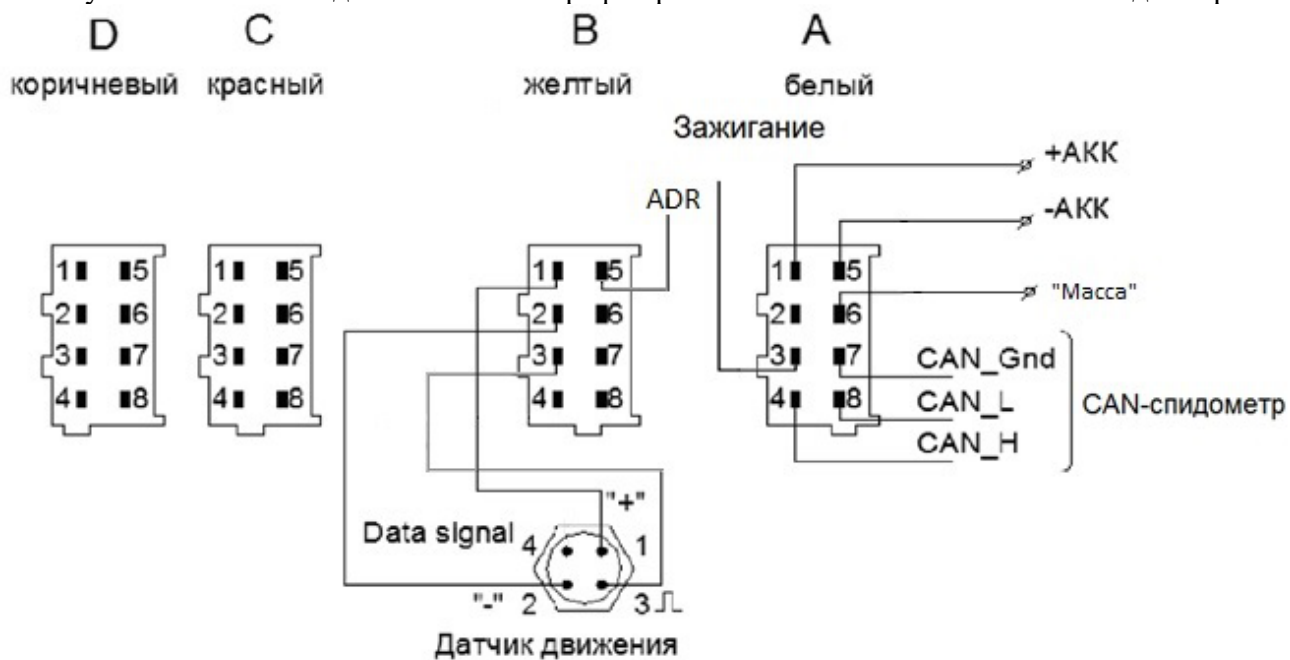 D C B A
коричневый красный желтый белый
Зажигание
+АКК
ADR
-АКК
"Масса"
1 5 1 5 1 5 1 5
2 6 2 6 2 6 2 6
3 7 3 7 3 7 3 7
4 8 4 8 4 8 4 8
CAN_Gnd
CAN_L
CAN_H
CAN-спидометр
"+"
Data signal 4 1
"-" 2 3
Датчик движения